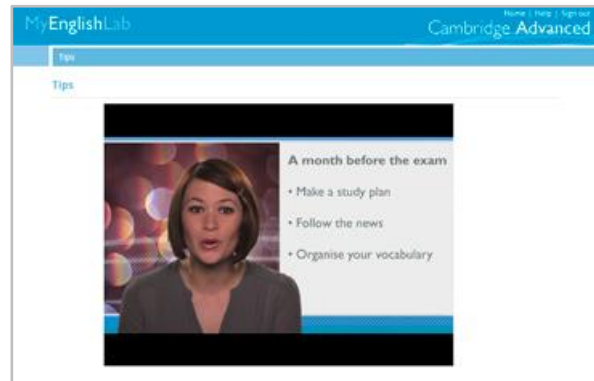 Home | Help | Sign out
MyEnglishLab
Cambridge Advanced
Tips
Tips
A month before the exam
• Make a study plan
• Follow the news
• Organise your vocabulary